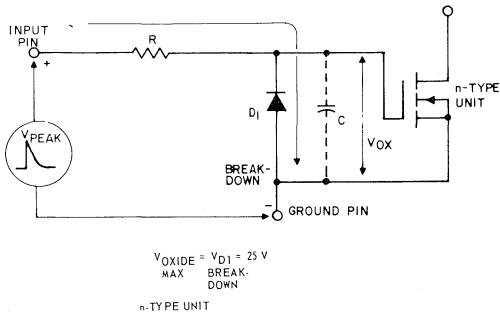 INPUT
PIN
R
+
n-TYPE
UNIT
D1
C
VOX
VPEAK
BREAK-
DOWN
–
GROUND PIN
VOXIDE = VD1 = 25 V
MAX BREAK-
DOWN
n-TYPE UNIT